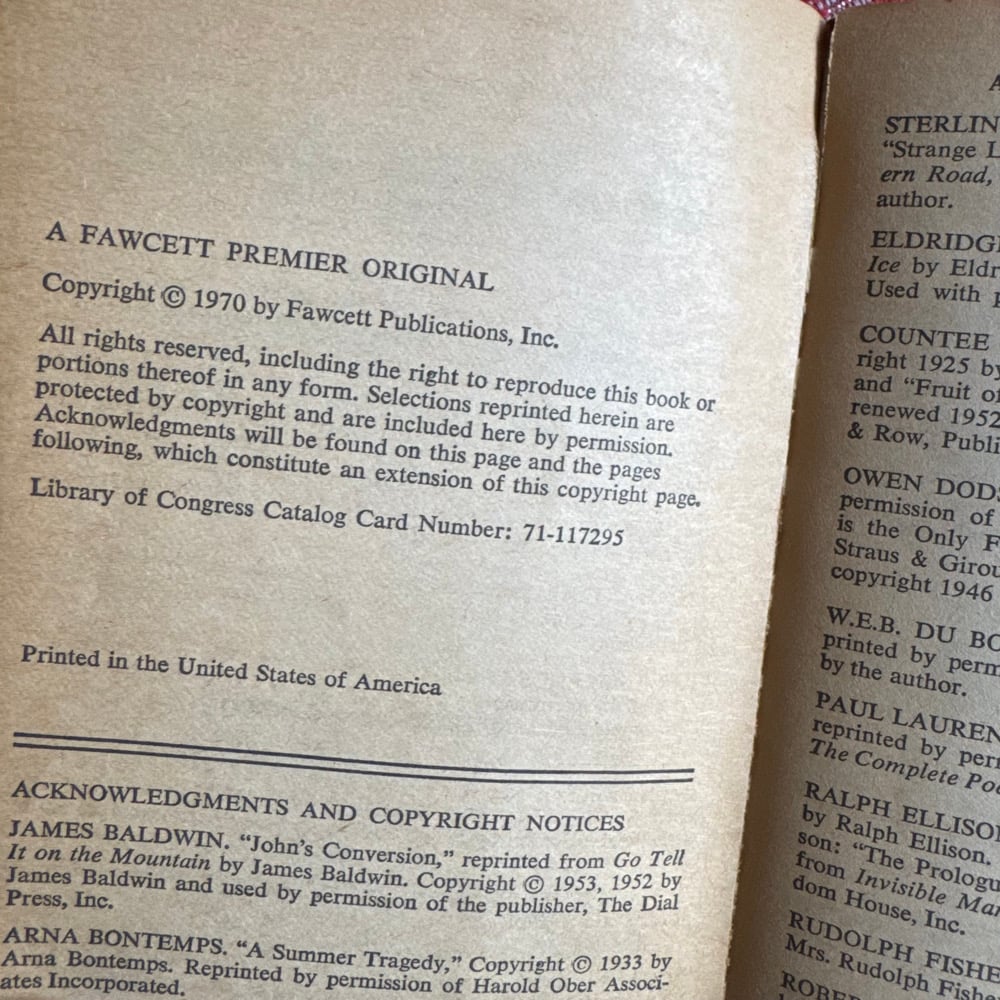 A FAWCETT PREMIER ORIGINAL
Copyright © 1970 by Fawcett Publications, Inc.
All rights reserved, including the right to reproduce this book or
portions thereof in any form. Selections reprinted herein are
protected by copyright and are included here by permission.
Acknowledgments will be found on this page and the pages
following, which constitute an extension of this copyright page.
Library of Congress Catalog Card Number: 71-117295
Printed in the United States of America
ACKNOWLEDGMENTS AND COPYRIGHT NOTICES
JAMES BALDWIN. “John’s Conversion,” reprinted from Go Tell
It on the Mountain by James Baldwin. Copyright © 1953, 1952 by
James Baldwin and used by permission of the publisher, The Dial
Press, Inc.
ARNA BONTEMPS. “A Summer Tragedy,” Copyright © 1933 by
Arna Bontemps. Reprinted by permission of Harold Ober Associ-
ates Incorporated.
STERLIN
“Strange L
ern Road,
author.
ELDRIDG
Ice by Eldr
Used with
COUNTEE
right 1925 by
and “Fruit of
renewed 1952
& Row, Publi
OWEN DOD
permission of
is the Only F
Straus & Girou
copyright 1946
W.E.B. DU BO
printed by perm
by the author.
PAUL LAUREN
reprinted by per
The Complete Poe
RALPH ELLISO
by Ralph Ellison.
son: “The Prologu
from Invisible Man
dom House, Inc.
RUDOLPH FISHE
Mrs. Rudolph Fish
ROBE